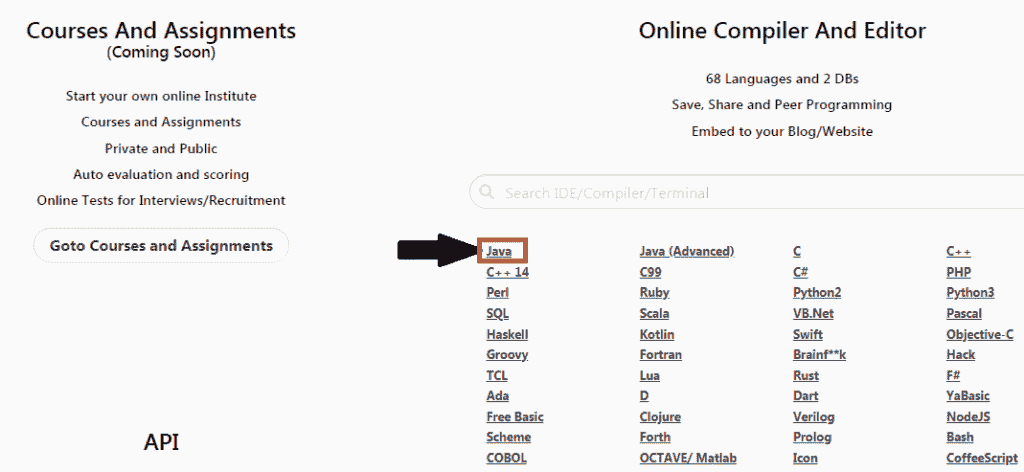 Courses And Assignments
(Coming Soon)
Start your own online Institute
Courses and Assignments
Private and Public
Auto evaluation and scoring
Online Tests for Interviews/Recruitment
Goto Courses and Assignments
API
Online Compiler And Editor
68 Languages and 2 DBs
Save, Share and Peer Programming
Embed to your Blog/Website
Search IDE/Compiler/Terminal
Java Java (Advanced) C C++
C++ 14 C99 C# PHP
Perl Ruby Python2 Python3
SQL Scala VB.Net Pascal
Haskell Kotlin Swift Objective-C
Groovy Fortran Brainf**k Hack
TCL Lua Rust F#
Ada D Dart YaBasic
Free Basic Clojure Verilog NodeJS
Scheme Forth Prolog Bash
COBOL OCTAVE/ Matlab Icon CoffeeScript